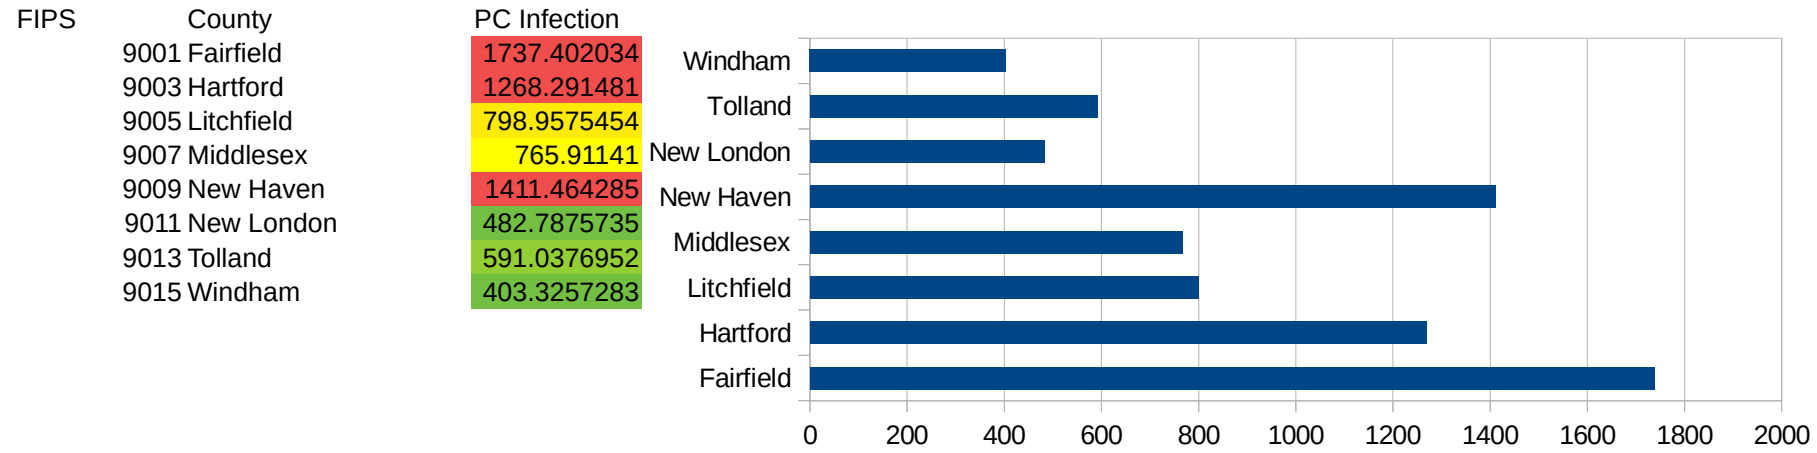 FIPS County PC Infection
9001 Fairfield 1737.402034
9003 Hartford 1268.291481
9005 Litchfield 798.9575454
9007 Middlesex 765.91141
9009 New Haven 1411.464285
9011 New London 482.7875735
9013 Tolland 591.0376952
9015 Windham 403.3257283
Windham
Tolland
New London
New Haven
Middlesex
Litchfield
Hartford
Fairfield
0 200 400 600 800 1000 1200 1400 1600 1800 2000